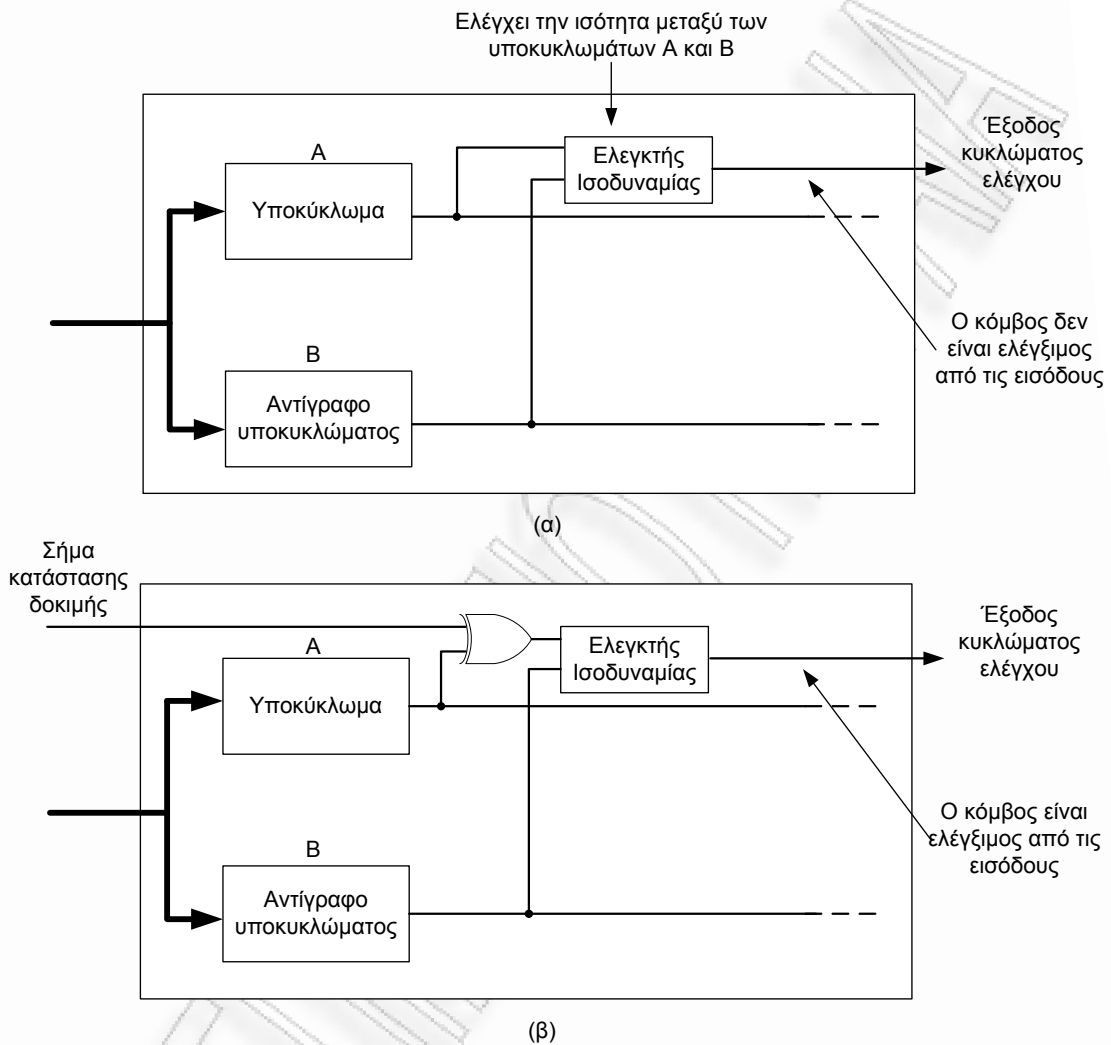 Ελέγχει την ισότητα μεταξύ των
υποκυκλωμάτων Α και Β
Α
Υποκύκλωμα
Ελεγκτής
Ισοδυναμίας
Έξοδος
κυκλώματος
ελέγχου
Ο κόμβος δεν
είναι ελέγξιμος
από τις εισόδους
Β
Αντίγραφο
υποκυκλώματος
(α)
Σήμα
κατάστασης
δοκιμής
Α
Υποκύκλωμα
Ελεγκτής
Ισοδυναμίας
Έξοδος
κυκλώματος
ελέγχου
Ο κόμβος είναι
ελέγξιμος από τις
εισόδους
Β
Αντίγραφο
υποκυκλώματος
(β)